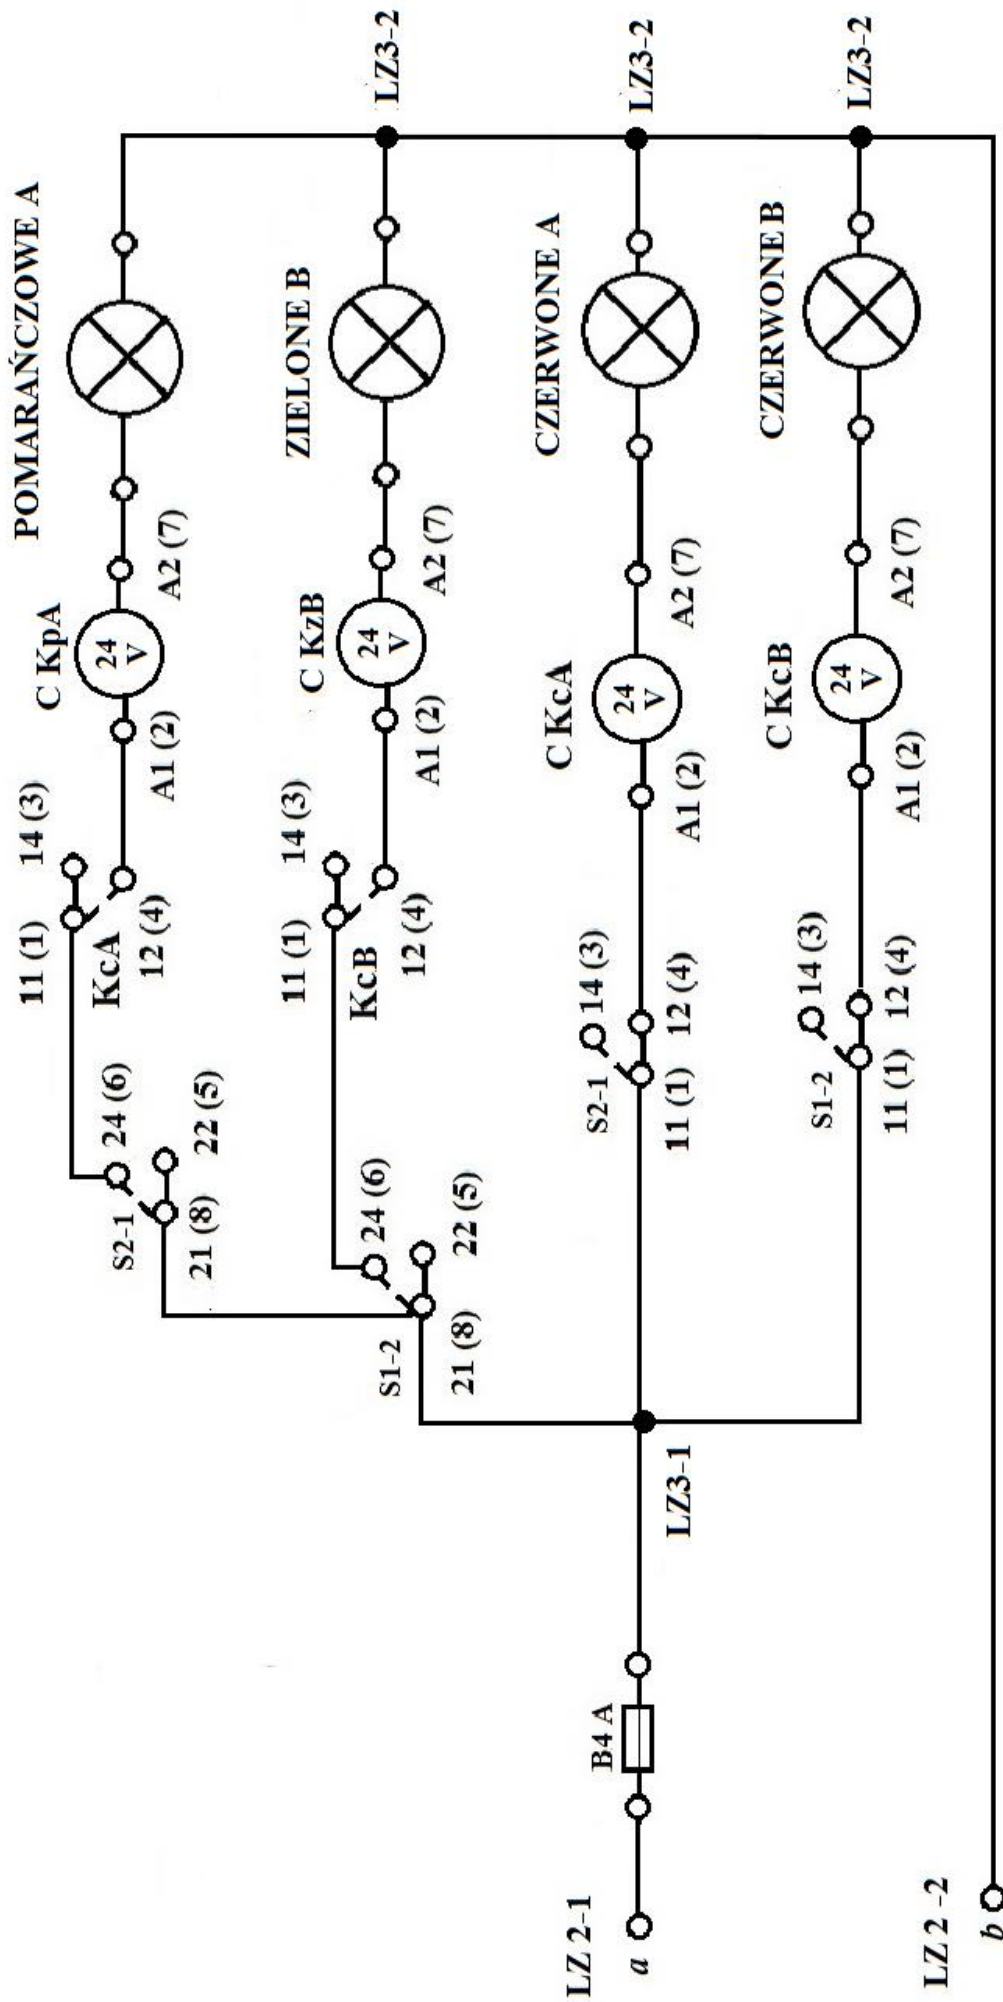 POMARAŃCZOWE A
C KpA
24
V
A1 (2)
A2 (7)
11 (1)
14 (3)
KcA
12 (4)
S2-1
24 (6)
21 (8)
22 (5)
LZ3-2
ZIELONE B
C KzB
24
V
A1 (2)
A2 (7)
11 (1)
14 (3)
KcB
12 (4)
S1-2
24 (6)
21 (8)
22 (5)
LZ3-2
CZERWONE A
C KcA
24
V
A1 (2)
A2 (7)
S2-1
14 (3)
11 (1)
12 (4)
LZ3-2
CZERWONE B
C KcB
24
V
A1 (2)
A2 (7)
S1-2
14 (3)
11 (1)
12 (4)
LZ3-1
B4 A
LZ 2-1
a
LZ 2 -2
b